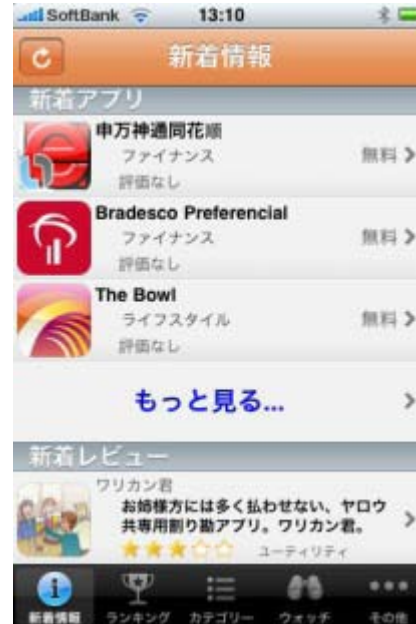 SoftBank 13:10
新着情報
新着アプリ
申万神通同花顺
ファイナンス
無料
評価なし
Bradesco Preferencial
ファイナンス
無料
評価なし
The Bowl
ライフスタイル
無料
評価なし
もっと見る...
新着レビュー
ワリカン君
お姉様方には多く払わせない、ヤロウ
共専用割り勘アプリ。ワリカン君。
ユーティリティ
新着情報 ランキング カテゴリー ウォッチ その他